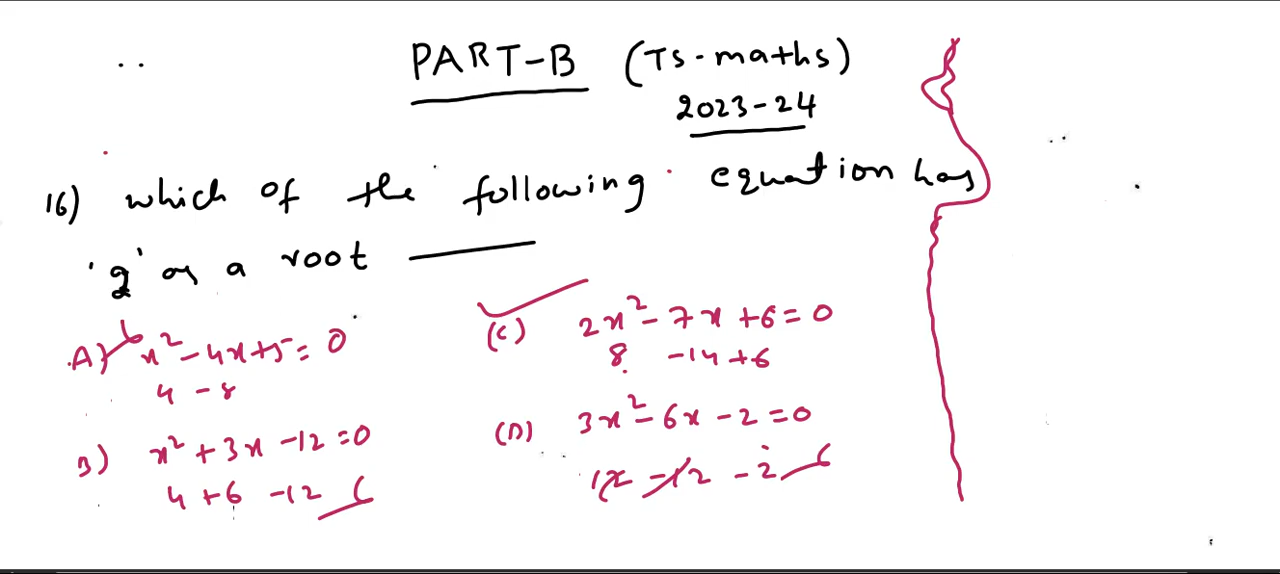 PART-B (TS-maths)
2023-24
16) which of the following equation has
'2' as a root ———
A) x² - 4x + 5 = 0
4 - 8
B) x² + 3x - 12 = 0
4 + 6 - 12
(C) 2x² - 7x + 6 = 0
8 - 14 + 6
(D) 3x² - 6x - 2 = 0
12 - 12 - 2